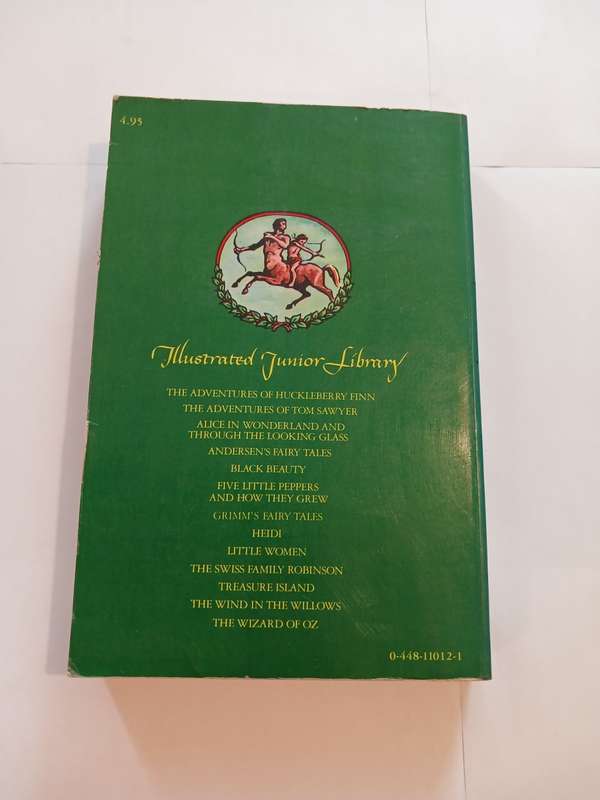 4.95
Illustrated Junior Library
THE ADVENTURES OF HUCKLEBERRY FINN
THE ADVENTURES OF TOM SAWYER
ALICE IN WONDERLAND AND
THROUGH THE LOOKING GLASS
ANDERSEN'S FAIRY TALES
BLACK BEAUTY
FIVE LITTLE PEPPERS
AND HOW THEY GREW
GRIMM'S FAIRY TALES
HEIDI
LITTLE WOMEN
THE SWISS FAMILY ROBINSON
TREASURE ISLAND
THE WIND IN THE WILLOWS
THE WIZARD OF OZ
0-448-11012-1